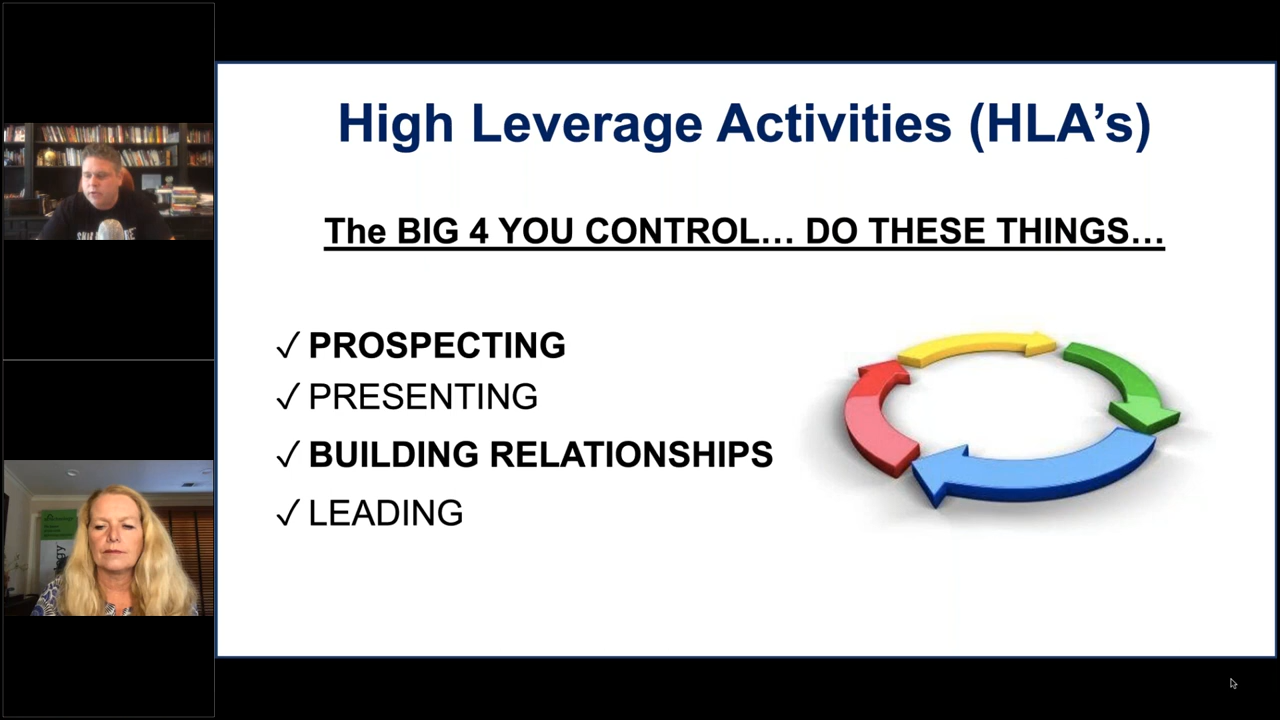 High Leverage Activities (HLA’s)
The BIG 4 YOU CONTROL… DO THESE THINGS…
✓ PROSPECTING
✓ PRESENTING
✓ BUILDING RELATIONSHIPS
✓ LEADING